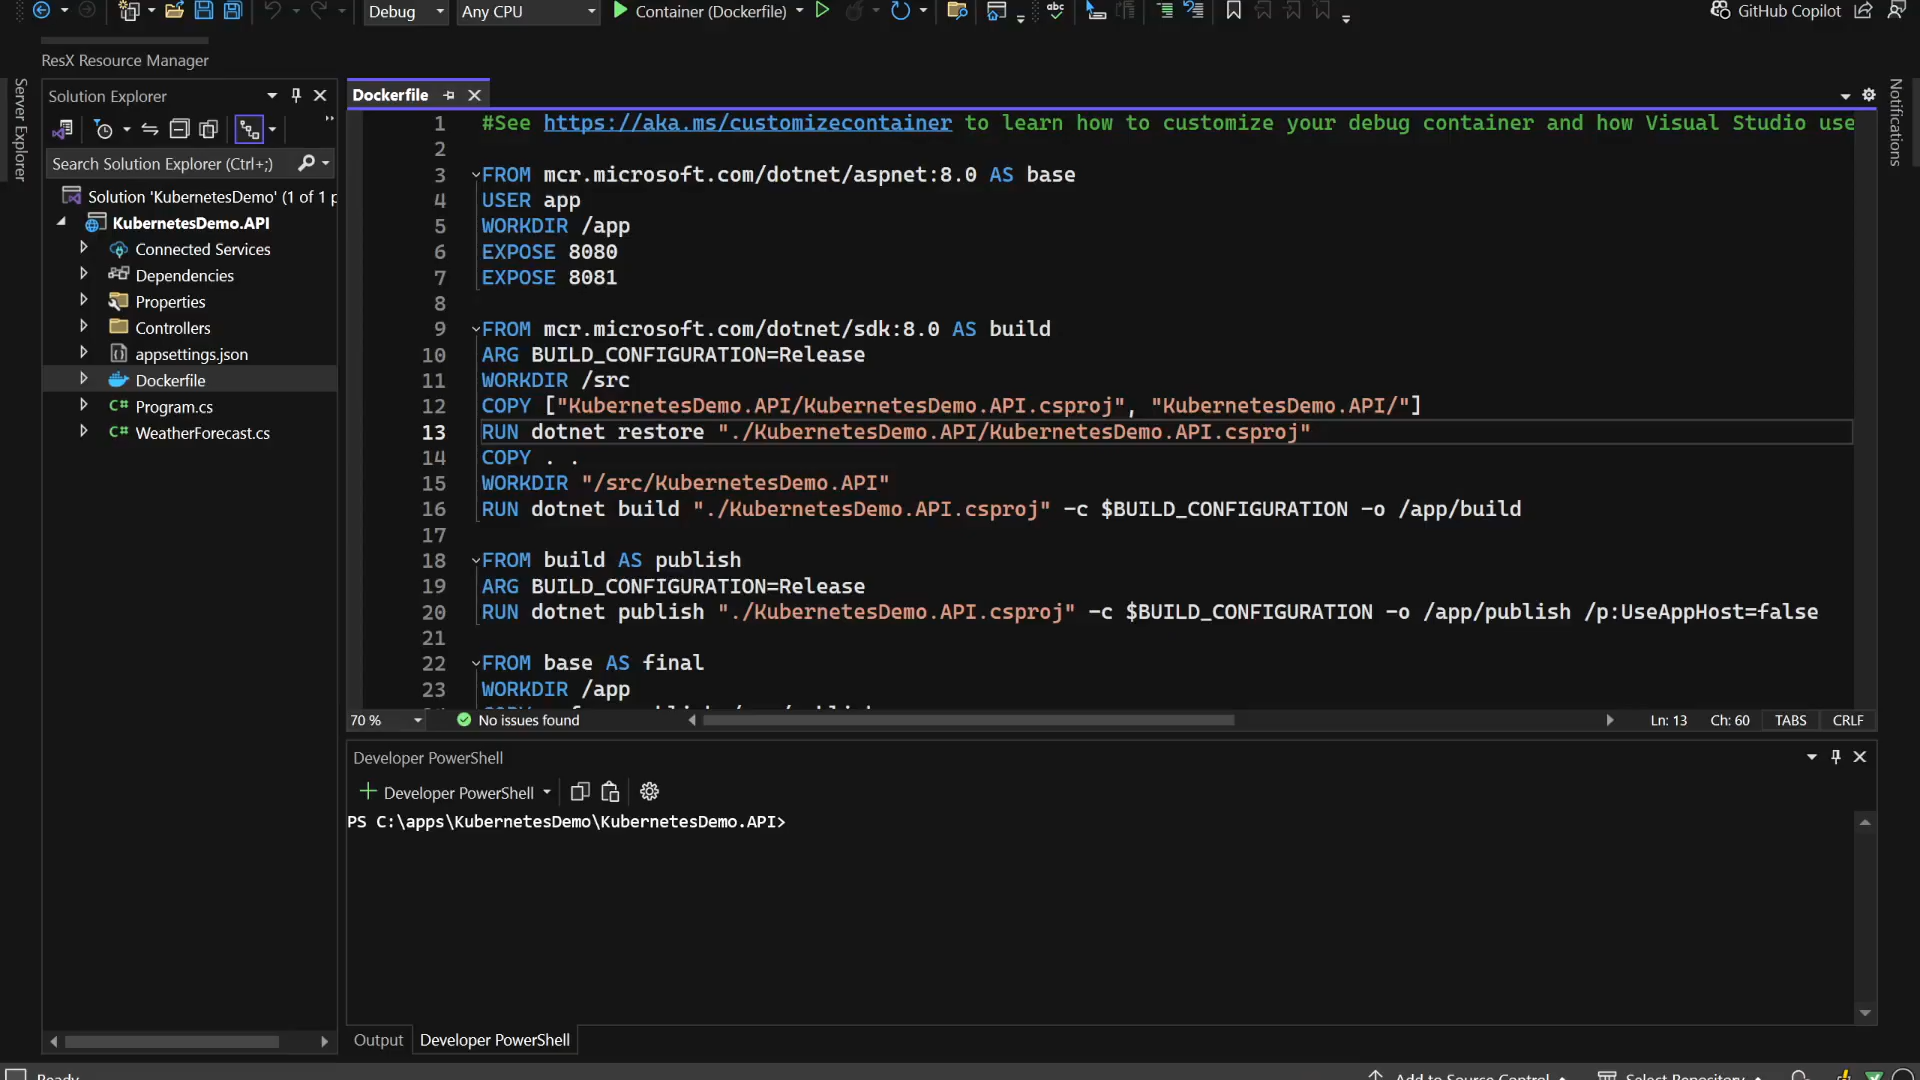 Debug
Any CPU
Container (Dockerfile)
GitHub Copilot
ResX Resource Manager
Server Explorer
Solution Explorer
Search Solution Explorer (Ctrl+;)
Solution 'KubernetesDemo' (1 of 1 p
KubernetesDemo.API
Connected Services
Dependencies
Properties
Controllers
appsettings.json
Dockerfile
Program.cs
WeatherForecast.cs
Dockerfile
1 #See https://aka.ms/customizecontainer to learn how to customize your debug container and how Visual Studio use
2
3 FROM mcr.microsoft.com/dotnet/aspnet:8.0 AS base
4 USER app
5 WORKDIR /app
6 EXPOSE 8080
7 EXPOSE 8081
8
9 FROM mcr.microsoft.com/dotnet/sdk:8.0 AS build
10 ARG BUILD_CONFIGURATION=Release
11 WORKDIR /src
12 COPY ["KubernetesDemo.API/KubernetesDemo.API.csproj", "KubernetesDemo.API/"]
13 RUN dotnet restore "./KubernetesDemo.API/KubernetesDemo.API.csproj"
14 COPY . .
15 WORKDIR "/src/KubernetesDemo.API"
16 RUN dotnet build "./KubernetesDemo.API.csproj" -c $BUILD_CONFIGURATION -o /app/build
17
18 FROM build AS publish
19 ARG BUILD_CONFIGURATION=Release
20 RUN dotnet publish "./KubernetesDemo.API.csproj" -c $BUILD_CONFIGURATION -o /app/publish /p:UseAppHost=false
21
22 FROM base AS final
23 WORKDIR /app
Notifications
70 %
No issues found
Ln: 13
Ch: 60
TABS
CRLF
Developer PowerShell
Developer PowerShell
PS C:\apps\KubernetesDemo\KubernetesDemo.API>
Output
Developer PowerShell
Ready
Add to Source Control
Select Repository